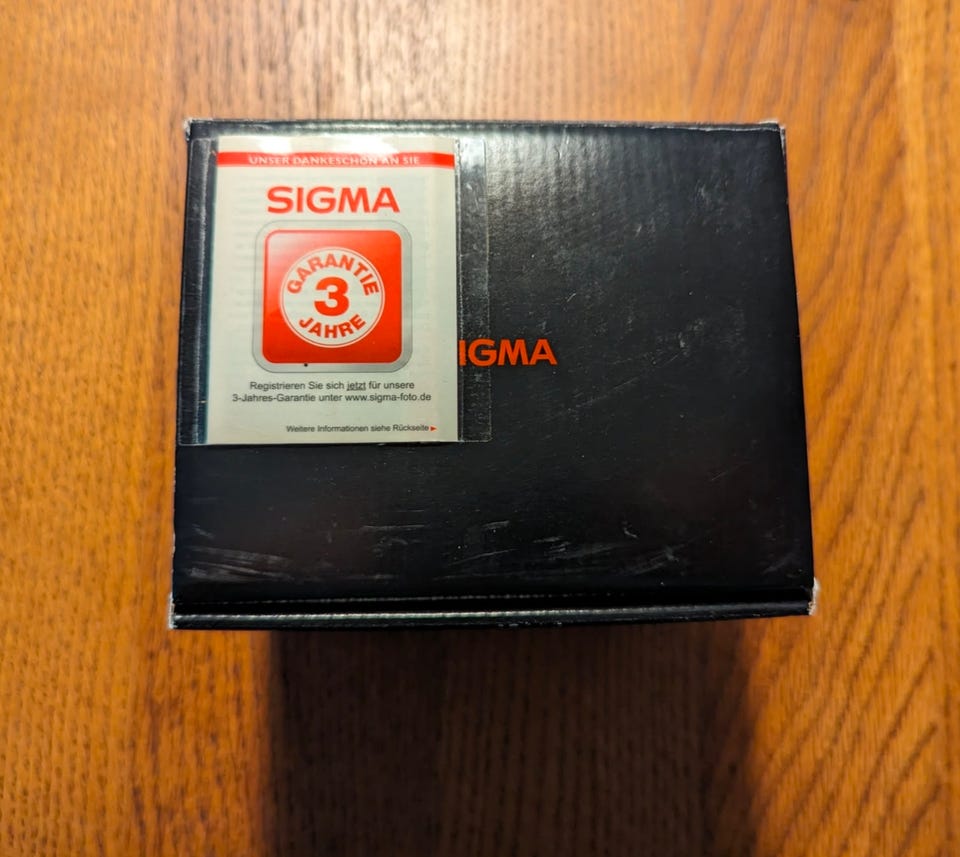 UNSER DANKESCHÖN AN SIE
SIGMA
GARANTIE
3
JAHRE
IGMA
Registrieren Sie sich jetzt für unsere
3-Jahres-Garantie unter www.sigma-foto.de
Weitere Informationen siehe Rückseite